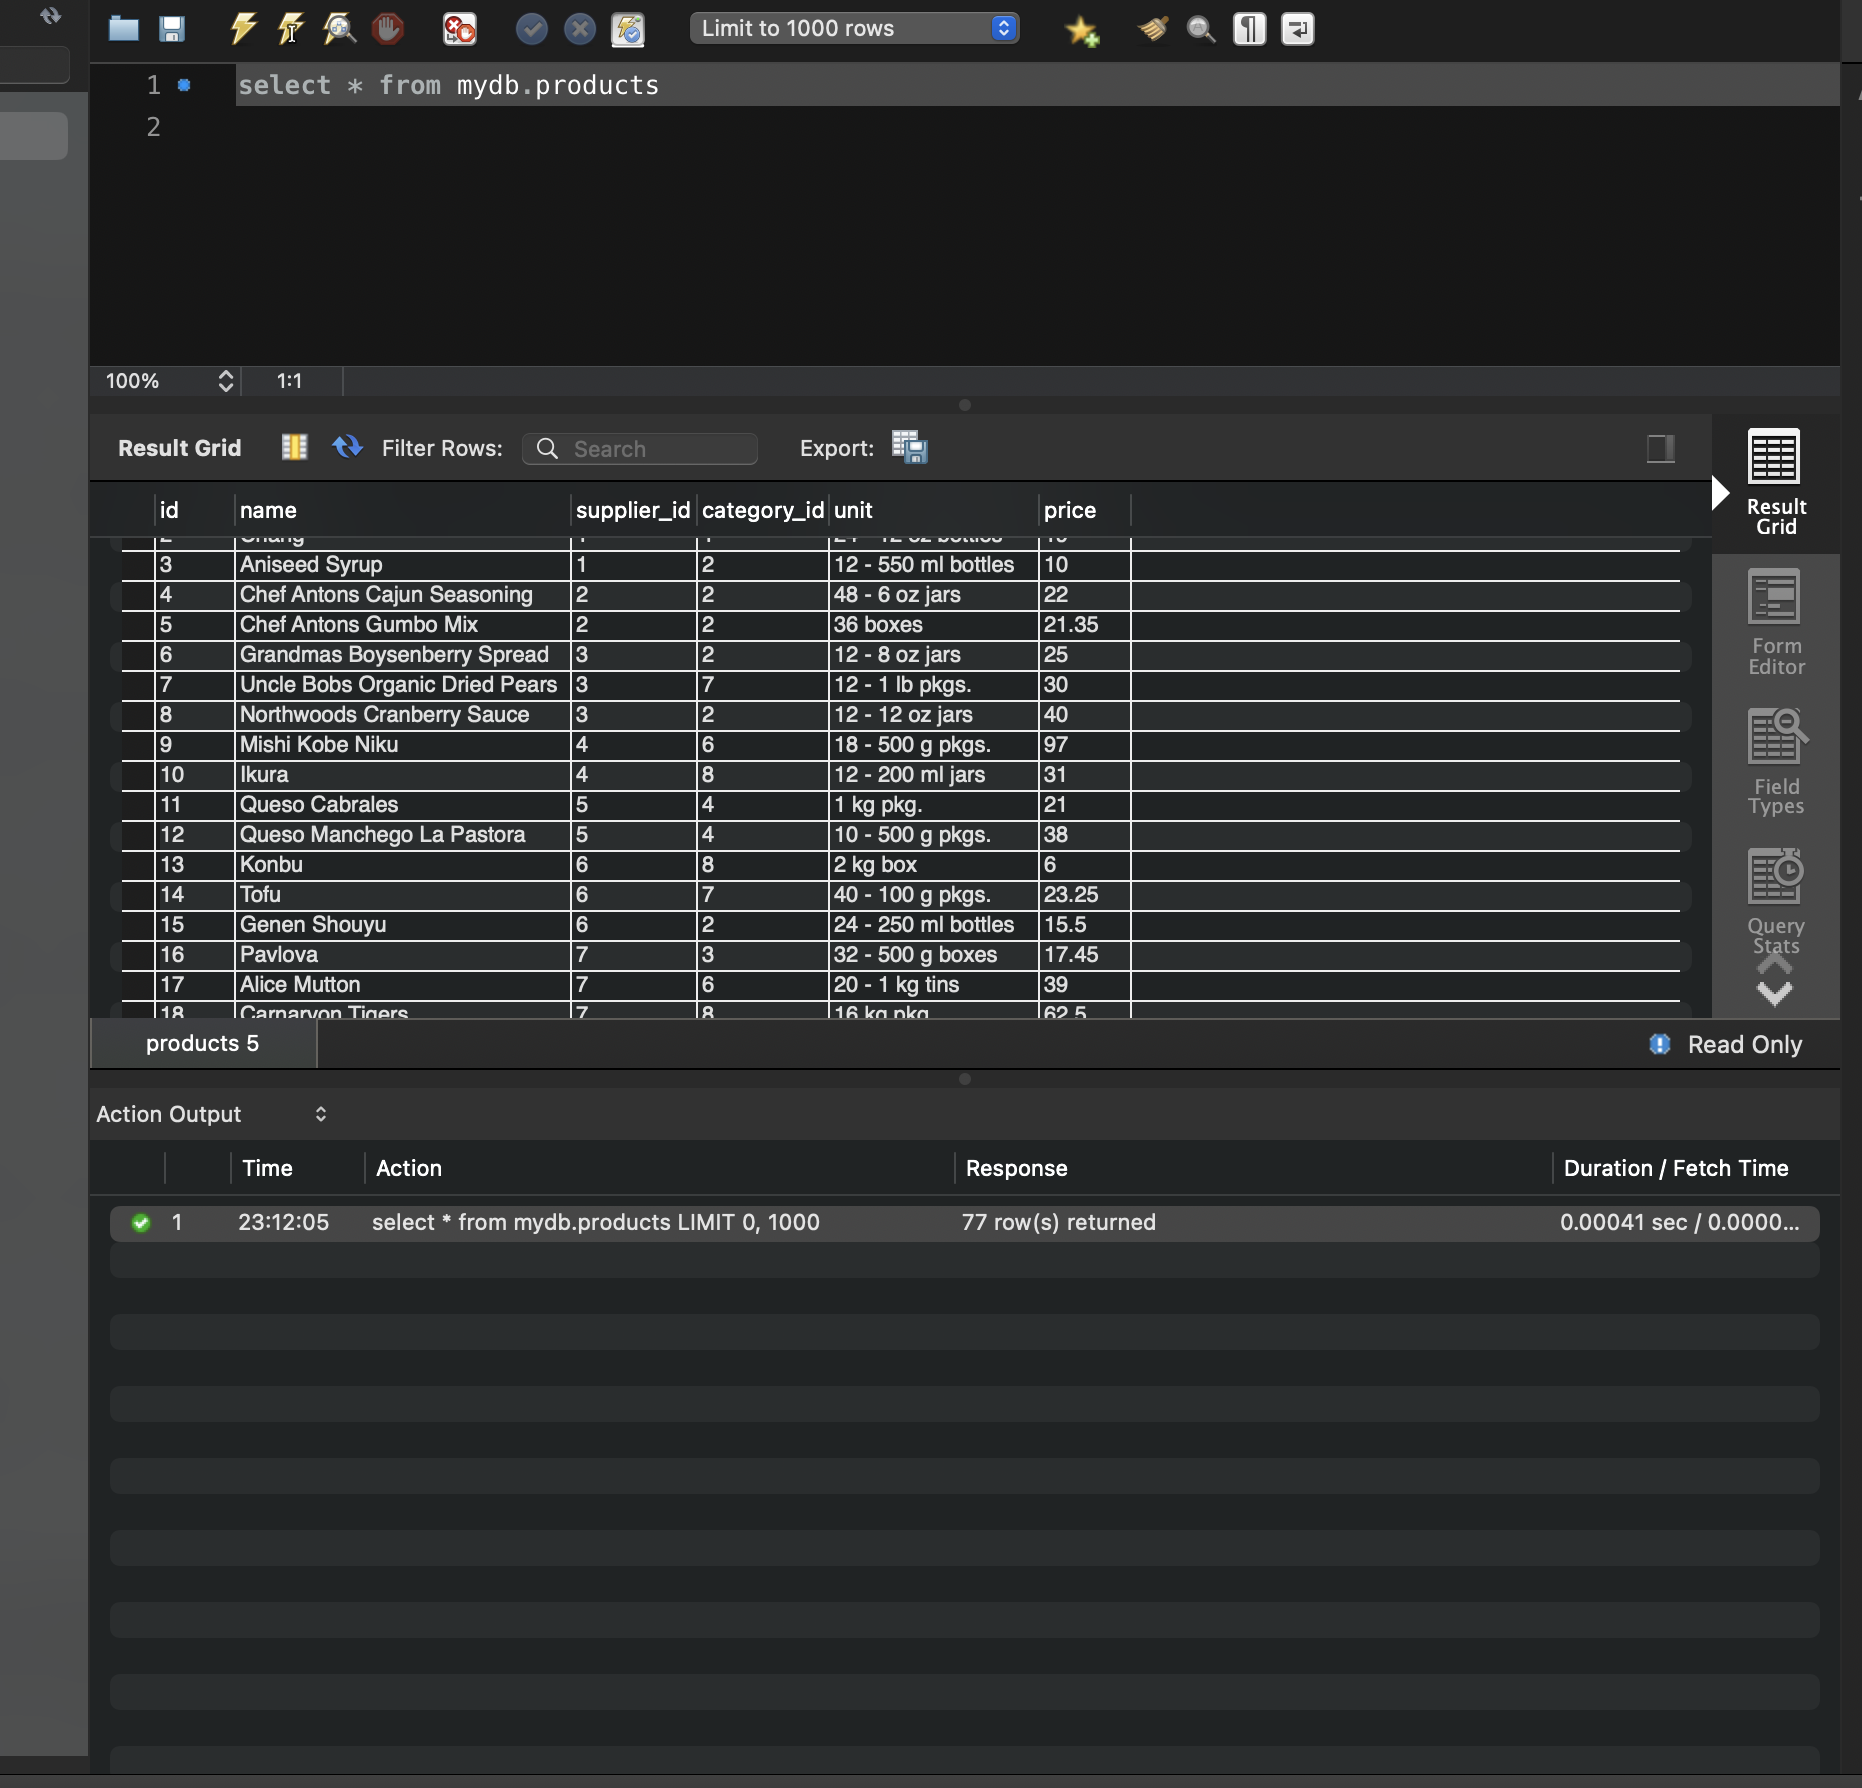 Limit to 1000 rows
1 select * from mydb.products
2
100% 1:1
Result Grid Filter Rows: Search Export:
id name supplier_id category_id unit price
3 Aniseed Syrup 1 2 12 - 550 ml bottles 10
4 Chef Antons Cajun Seasoning 2 2 48 - 6 oz jars 22
5 Chef Antons Gumbo Mix 2 2 36 boxes 21.35
6 Grandmas Boysenberry Spread 3 2 12 - 8 oz jars 25
7 Uncle Bobs Organic Dried Pears 3 7 12 - 1 lb pkgs. 30
8 Northwoods Cranberry Sauce 3 2 12 - 12 oz jars 40
9 Mishi Kobe Niku 4 6 18 - 500 g pkgs. 97
10 Ikura 4 8 12 - 200 ml jars 31
11 Queso Cabrales 5 4 1 kg pkg. 21
12 Queso Manchego La Pastora 5 4 10 - 500 g pkgs. 38
13 Konbu 6 8 2 kg box 6
14 Tofu 6 7 40 - 100 g pkgs. 23.25
15 Genen Shouyu 6 2 24 - 250 ml bottles 15.5
16 Pavlova 7 3 32 - 500 g boxes 17.45
17 Alice Mutton 7 6 20 - 1 kg tins 39
18 Carnarvon Tigers 7 8 16 kg pkg. 62.5
Result
Grid
Form
Editor
Field
Types
Query
Stats
products 5 Read Only
Action Output
Time Action Response Duration / Fetch Time
1 23:12:05 select * from mydb.products LIMIT 0, 1000 77 row(s) returned 0.00041 sec / 0.0000...